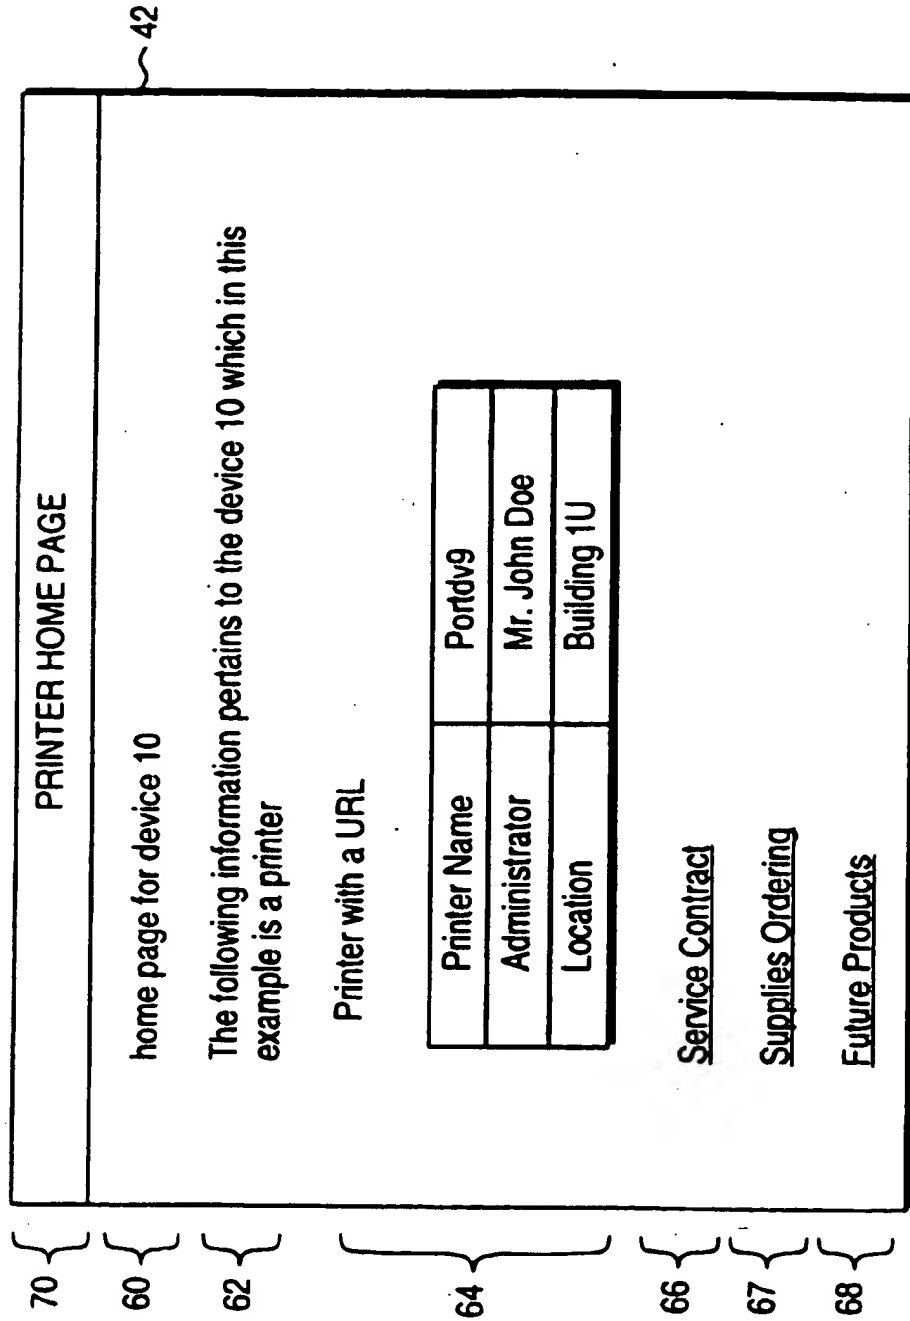 42
70
PRINTER HOME PAGE
60
home page for device 10
62
The following information pertains to the device 10 which in this
example is a printer
64
Printer with a URL
Printer Name Portdv9
Administrator Mr. John Doe
Location Building 1U
66
Service Contract
67
Supplies Ordering
68
Future Products